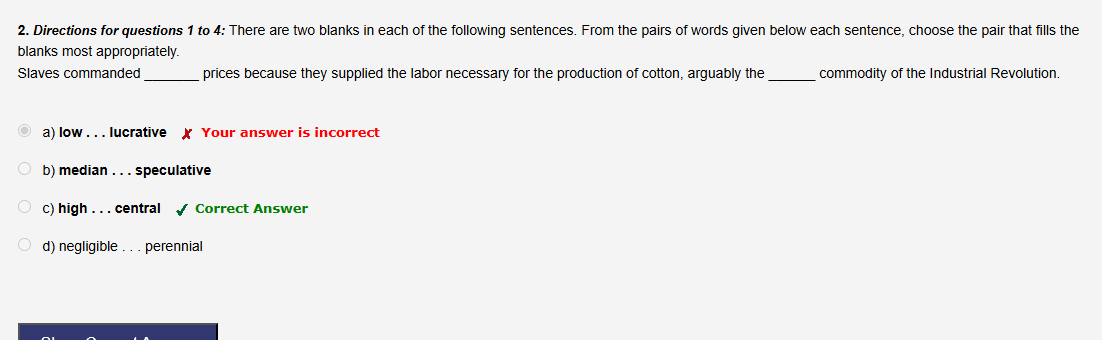 2. Directions for questions 1 to 4: There are two blanks in each of the following sentences. From the pairs of words given below each sentence, choose the pair that fills the
blanks most appropriately.
Slaves commanded _______ prices because they supplied the labor necessary for the production of cotton, arguably the ______ commodity of the Industrial Revolution.
a) low . . . lucrative ✗ Your answer is incorrect
b) median . . . speculative
c) high . . . central ✓ Correct Answer
d) negligible . . . perennial